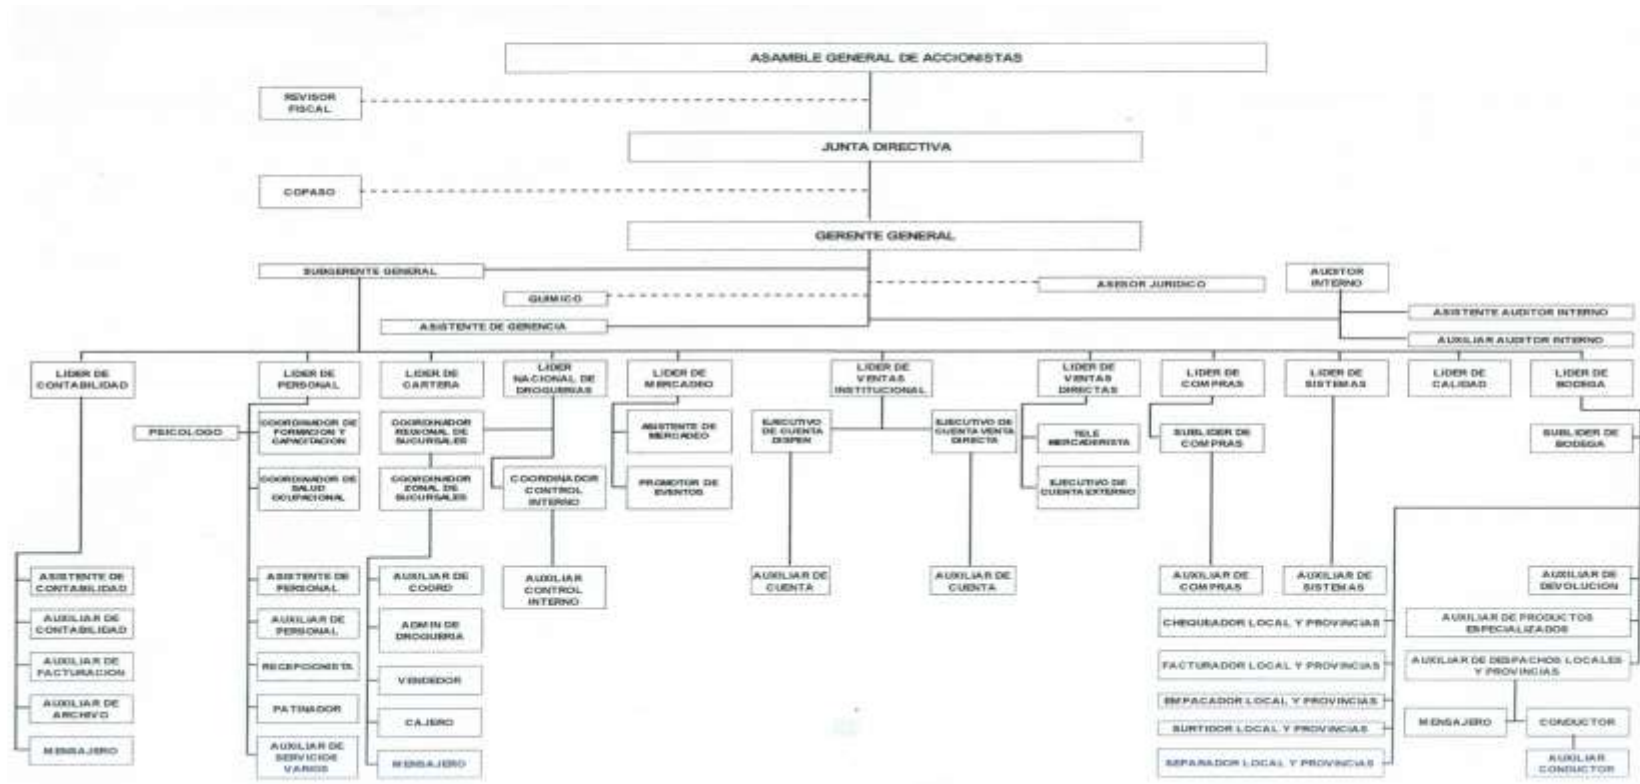 ASAMBLE GENERAL DE ACCIONISTAS
REVISOR
FISCAL
JUNTA DIRECTIVA
COPASO
GERENTE GENERAL
SUBGERENTE GENERAL
QUIMICO
ASESOR JURIDICO
AUDITOR
INTERNO
ASISTENTE DE GERENCIA
ASISTENTE AUDITOR INTERNO
AUXILIAR AUDITOR INTERNO
LIDER DE
CONTABILIDAD
LIDER DE
PERSONAL
LIDER DE
CARTERA
LIDER
NACIONAL DE
DROGUERIAS
LIDER DE
MERCADEO
LIDER DE
VENTAS
INSTITUCIONAL
LIDER DE
VENTAS
DIRECTAS
LIDER DE
COMPRAS
LIDER DE
SISTEMAS
LIDER DE
CALIDAD
LIDER DE
BODEGA
PSICOLOGO
COORDINADOR DE
FORMACION Y
CAPACITACION
COORDINADOR
REGIONAL DE
SUCURSALES
ASISTENTE DE
MERCADEO
EJECUTIVO
DE CUENTA
DISPEN
EJECUTIVO DE
CUENTA VENTA
DIRECTA
TELE
MERCADERISTA
SUBLIDER DE
COMPRAS
SUBLIDER DE
BODEGA
COORDINADOR DE
SALUD
OCUPACIONAL
COORDINADOR
ZONAL DE
SUCURSALES
COORDINADOR
CONTROL
INTERNO
PROMOTOR DE
EVENTOS
EJECUTIVO DE
CUENTA EXTERNO
ASISTENTE DE
CONTABILIDAD
ASISTENTE DE
PERSONAL
AUXILIAR DE
COORD
AUXILIAR
CONTROL
INTERNO
AUXILIAR DE
CUENTA
AUXILIAR DE
CUENTA
AUXILIAR DE
COMPRAS
AUXILIAR DE
SISTEMAS
AUXILIAR DE
DEVOLUCION
AUXILIAR DE
CONTABILIDAD
AUXILIAR DE
PERSONAL
ADMIN DE
DROGUERIA
CHEQUEADOR LOCAL Y PROVINCIAS
AUXILIAR DE PRODUCTOS
ESPECIALIZADOS
AUXILIAR DE
FACTURACION
RECEPCIONISTA
VENDEDOR
FACTURADOR LOCAL Y PROVINCIAS
AUXILIAR DE DESPACHOS LOCALES
Y PROVINCIAS
AUXILIAR DE
ARCHIVO
PATINADOR
CAJERO
EMPACADOR LOCAL Y PROVINCIAS
SURTIDOR LOCAL Y PROVINCIAS
MENSAJERO
CONDUCTOR
MENSAJERO
AUXILIAR DE
SERVICIOS
VARIOS
MENSAJERO
SEPARADOR LOCAL Y PROVINCIAS
AUXILIAR
CONDUCTOR